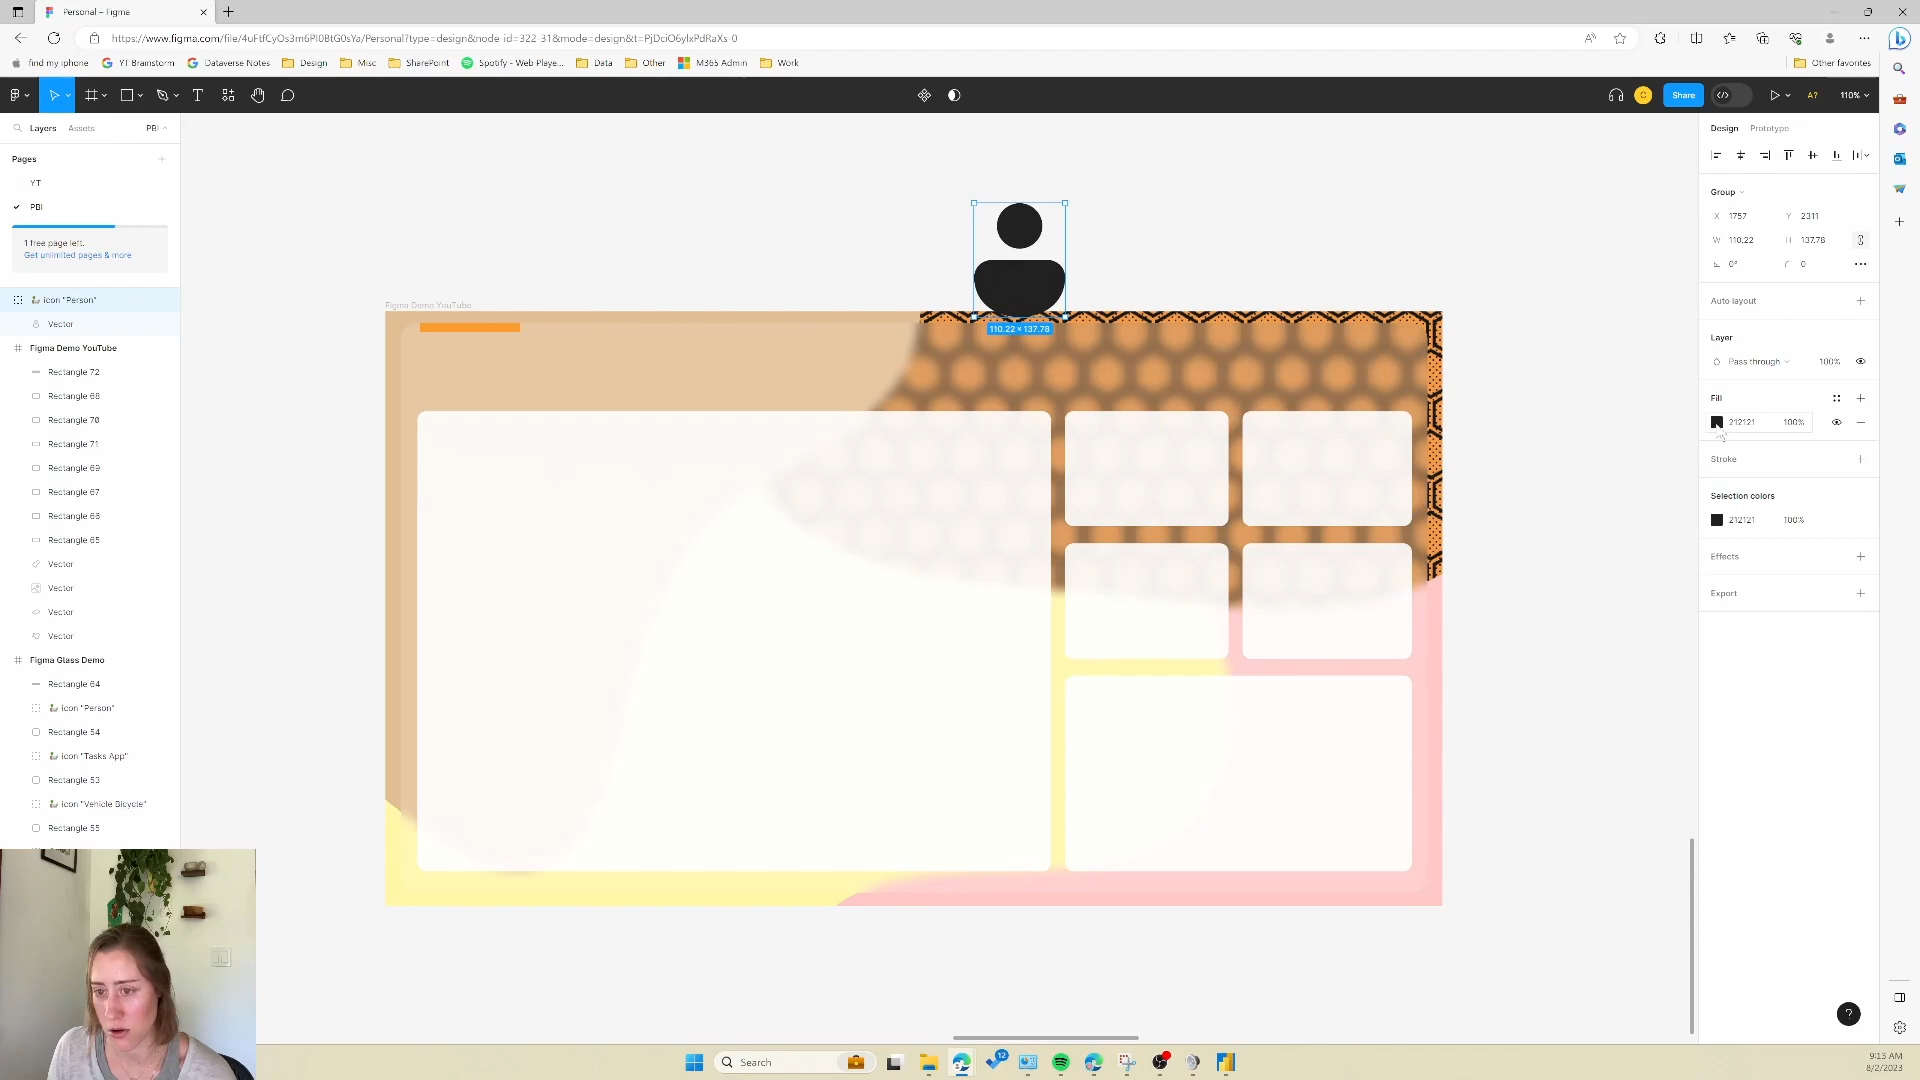 Personal – Figma
https://www.figma.com/file/4uFtfCyOs3m6Pl0BtG0sYa/Personal?type=design&node-id=322-31&mode=design&t=PjDciO6ylxPdRaXs-0
find my iphone
YT Brainstorm
Dataverse Notes
Design
Misc
SharePoint
Spotify - Web Playe...
Data
Other
M365 Admin
Work
Other favorites
C
Share
A?
110%
Layers
Assets
PBI
Pages
YT
PBI
1 free page left.
Get unlimited pages & more
icon "Person"
Vector
Figma Demo YouTube
Rectangle 72
Rectangle 68
Rectangle 70
Rectangle 71
Rectangle 69
Rectangle 67
Rectangle 66
Rectangle 65
Vector
Vector
Vector
Vector
Figma Glass Demo
Rectangle 64
icon "Person"
Rectangle 54
icon "Tasks App"
Rectangle 53
icon "Vehicle Bicycle"
Rectangle 55
Figma Demo YouTube
110.22 × 137.78
Design
Prototype
Group
X 1757
Y 2311
W 110.22
H 137.78
0°
0
Auto layout
Layer
Pass through
100%
Fill
212121
100%
Stroke
Selection colors
212121
100%
Effects
Export
?
Search
12
9:13 AM
8/2/2023